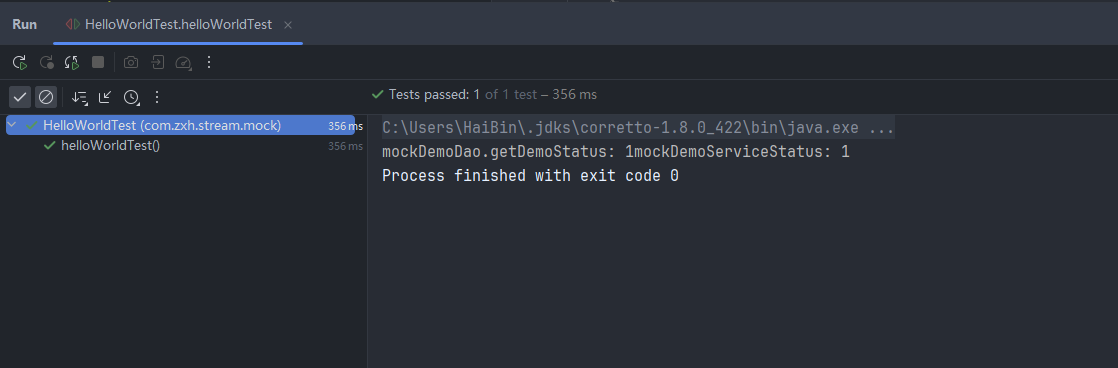 Run
HelloWorldTest.helloWorldTest
Tests passed: 1 of 1 test – 356 ms
HelloWorldTest (com.zxh.stream.mock) 356 ms
helloWorldTest() 356 ms
C:\Users\HaiBin\.jdks\corretto-1.8.0_422\bin\java.exe ...
mockDemoDao.getDemoStatus: 1mockDemoServiceStatus: 1
Process finished with exit code 0